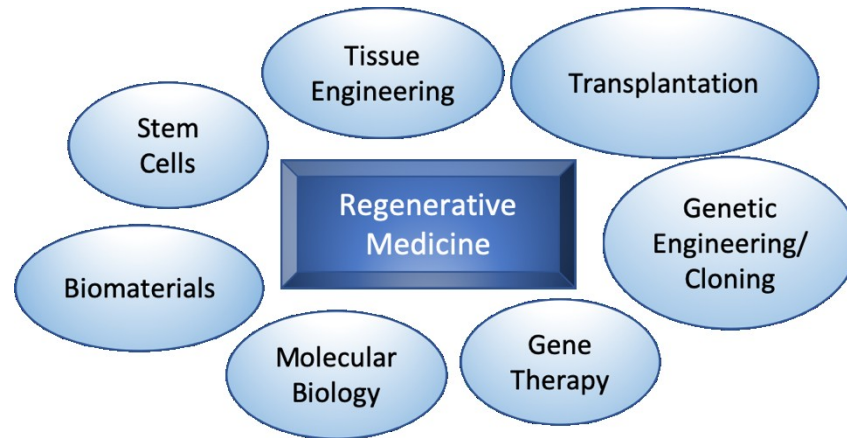 Tissue
Engineering
Transplantation
Stem
Cells
Regenerative
Medicine
Genetic
Engineering/
Cloning
Biomaterials
Molecular
Biology
Gene
Therapy